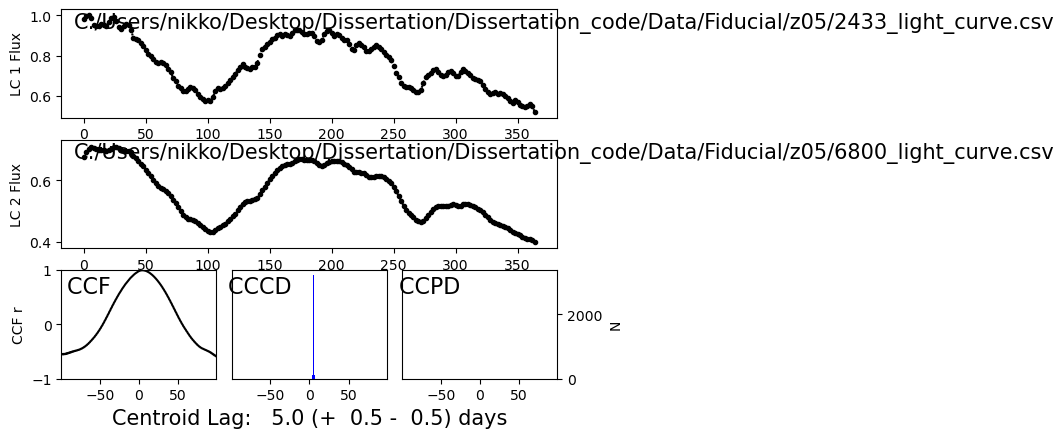 C:/Users/nikko/Desktop/Dissertation/Dissertation_code/Data/Fiducial/z05/2433_light_curve.csv
LC 1 Flux
1.0
0.8
0.6
0 50 100 150 200 250 300 350
C:/Users/nikko/Desktop/Dissertation/Dissertation_code/Data/Fiducial/z05/6800_light_curve.csv
LC 2 Flux
0.6
0.4
0 50 100 150 200 250 300 350
CCF CCCD CCPD
CCF r
1
0
−1
2000
0
N
−50 0 50 −50 0 50 −50 0 50
Centroid Lag: 5.0 (+ 0.5 - 0.5) days